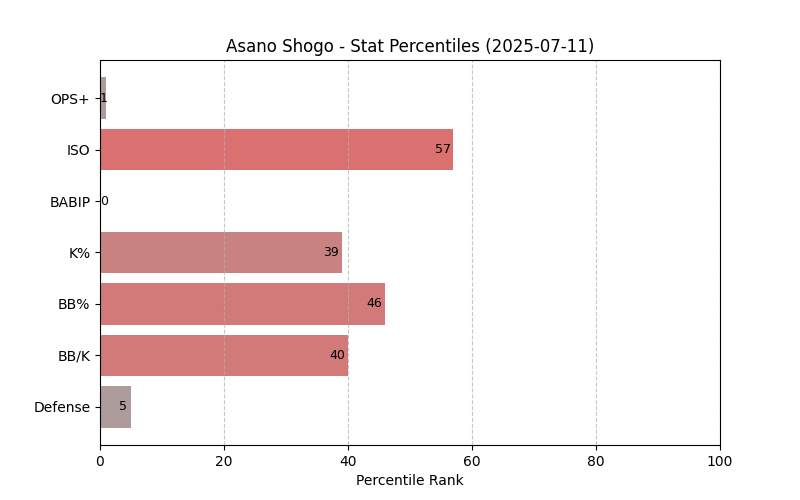 Asano Shogo - Stat Percentiles (2025-07-11)
OPS+ 1
ISO 57
BABIP 0
K% 39
BB% 46
BB/K 40
Defense 5
0 20 40 60 80 100
Percentile Rank